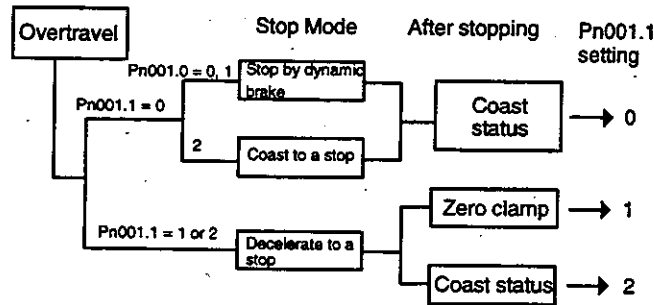 Overtravel
Stop Mode
After stopping
Pn001.1
setting
Pn001.0 = 0, 1
Stop by dynamic
brake
Pn001.1 = 0
Coast
status
0
2
Coast to a stop
Pn001.1 = 1 or 2
Decelerate to a
stop
Zero clamp
1
Coast status
2